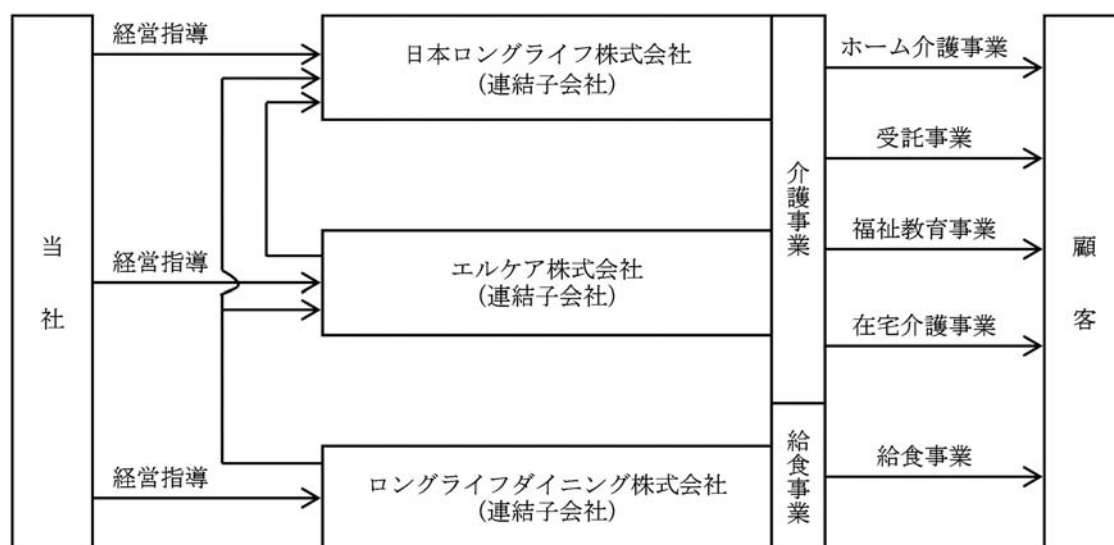 当社
経営指導
経営指導
経営指導
日本ロングライフ株式会社
(連結子会社)
エルケア株式会社
(連結子会社)
ロングライフダイニング株式会社
(連結子会社)
介護事業
給食事業
ホーム介護事業
受託事業
福祉教育事業
在宅介護事業
給食事業
顧客